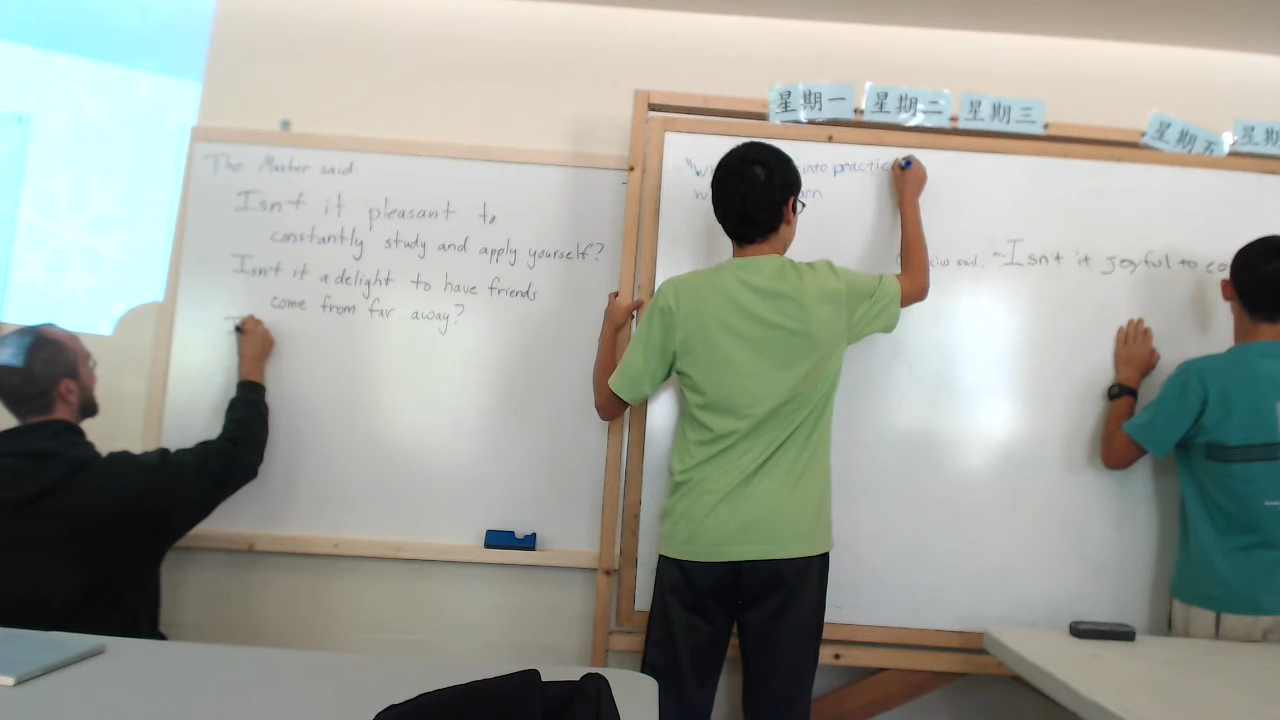 星期一
星期二
星期三
星期五
星期
The Master said:
Isn't it pleasant to
constantly study and apply yourself?
Isn't it a delight to have friends
come from far away?
into practice
said, "Isn't it joyful to